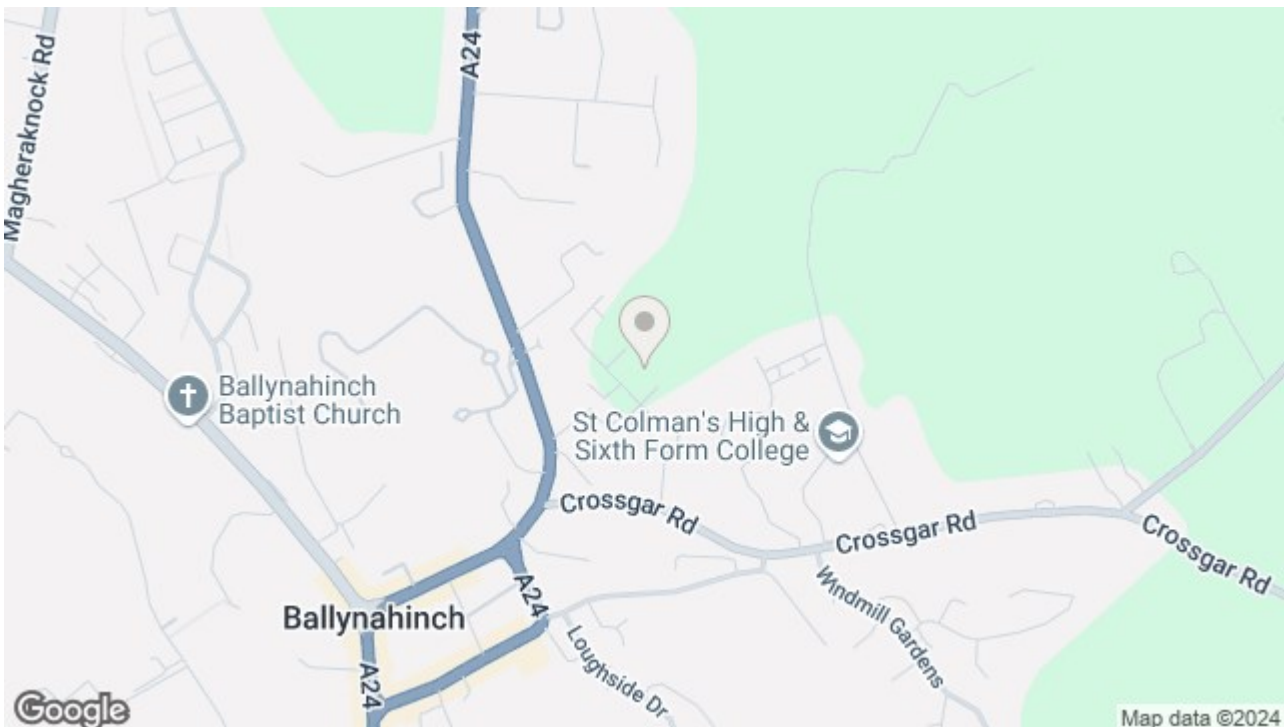 A24
Magheraknock Rd
Ballynahinch
Baptist Church
St Colman's High &
Sixth Form College
Crossgar Rd
Crossgar Rd
Crossgar Rd
Windmill Gardens
A24
Ballynahinch
Loughside Dr
A24
Google
Map data ©2024